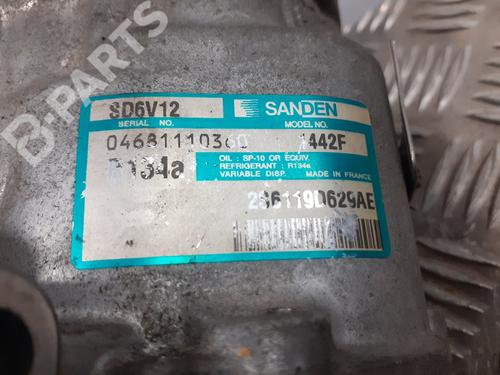 B-PARTS
SD6V12 SANDEN
SERIAL NO. MODEL NO.
04681110360 1442F
R134a OIL : SP-10 OR EQUIV.
REFRIGERANT : R134a
VARIABLE DISP. MADE IN FRANCE
2S6119D629AE